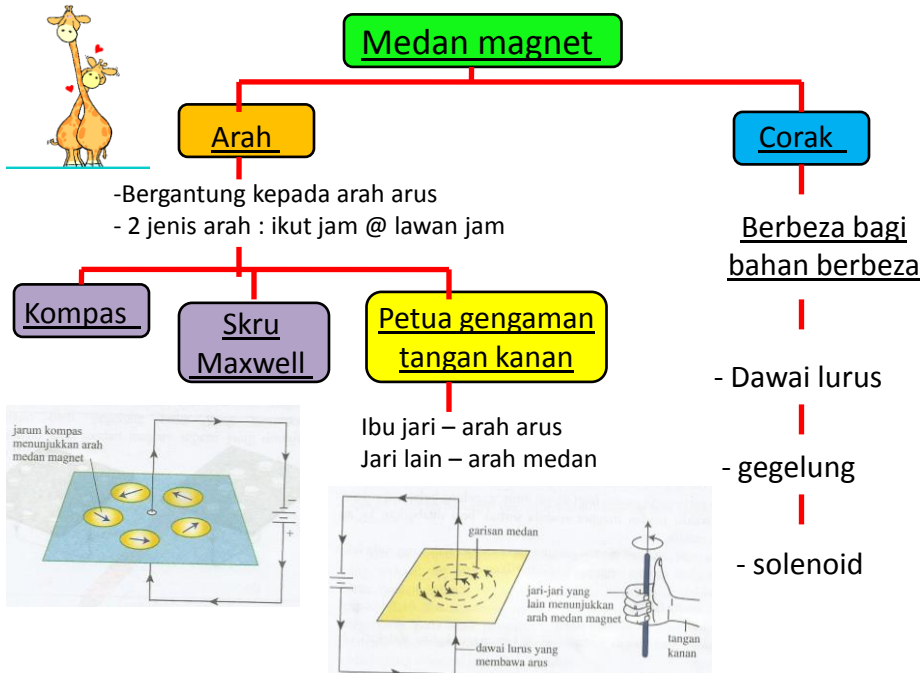 Medan magnet
Arah
Corak
-Bergantung kepada arah arus
- 2 jenis arah : ikut jam @ lawan jam
Berbeza bagi
bahan berbeza
Kompas
Skru
Maxwell
Petua gengaman
tangan kanan
- Dawai lurus
Ibu jari – arah arus
Jari lain – arah medan
- gegelung
- solenoid
jarum kompas
menunjukkan arah
medan magnet
−
+
garisan medan
jari-jari yang
lain menunjukkan
arah medan magnet
tangan
kanan
dawai lurus yang
membawa arus